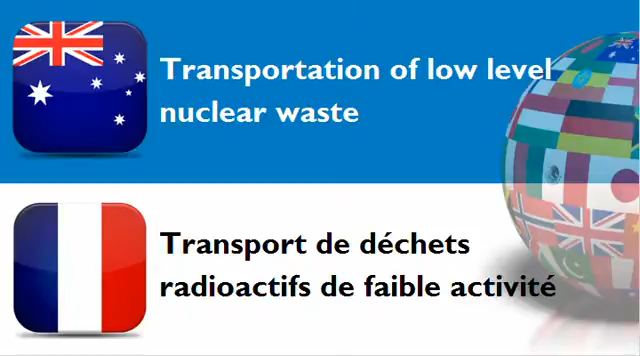 Transportation of low level
nuclear waste
Transport de déchets
radioactifs de faible activité